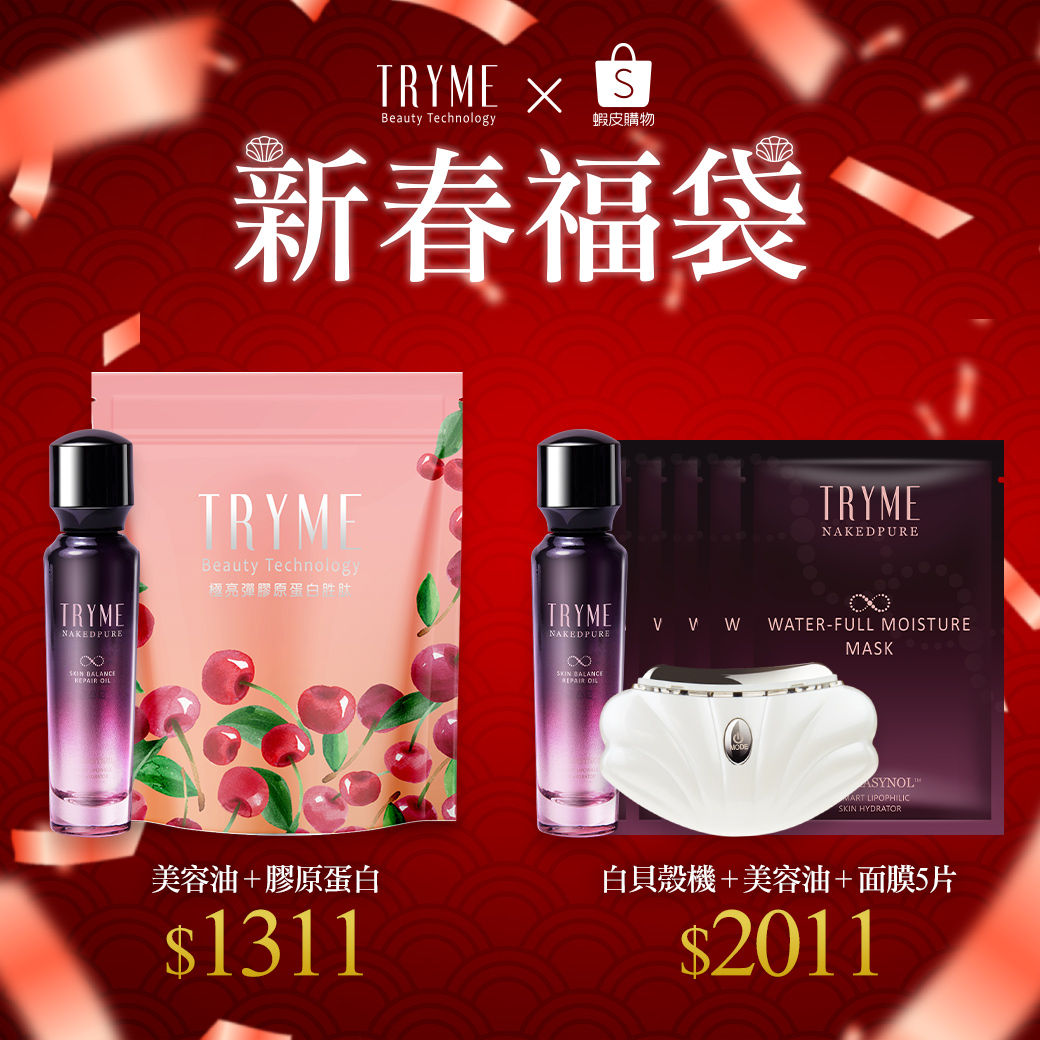 TRYME
Beauty Technology
×
S
蝦皮購物
新春福袋
TRYME
Beauty Technology
極亮彈膠原蛋白胜肽
TRYME
NAKEDPURE
SKIN BALANCE
REPAIR OIL
TRYME
NAKEDPURE
SKIN BALANCE
REPAIR OIL
W
TRYME
NAKEDPURE
WATER-FULL MOISTURE
MASK
MODE
ASYNOL™
MART LIPOPHILIC
SKIN HYDRATOR
美容油＋膠原蛋白
$1311
白貝殼機＋美容油＋面膜5片
$2011